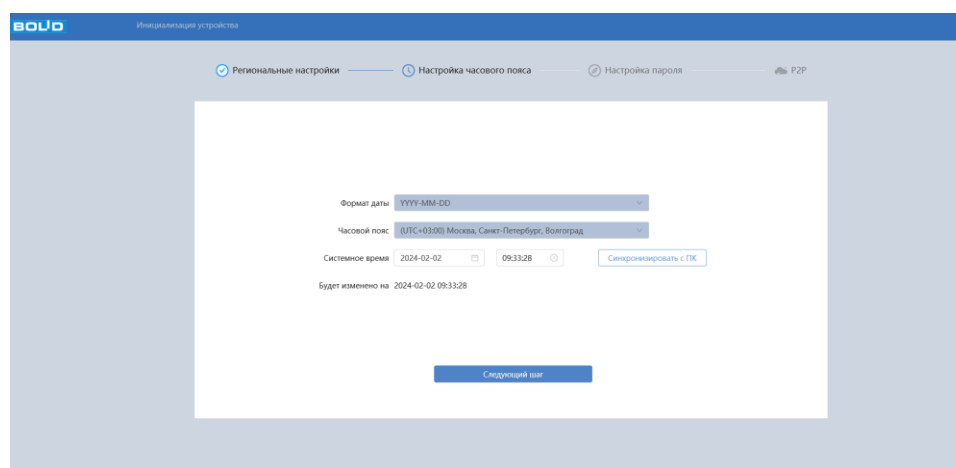 BOLID Инициализация устройства
Региональные настройки Настройка часового пояса Настройка пароля P2P
Формат даты YYYY-MM-DD
Часовой пояс (UTC+03:00) Москва, Санкт-Петербург, Волгоград
Системное время 2024-02-02 09:33:28 Синхронизировать с ПК
Будет изменено на 2024-02-02 09:33:28
Следующий шаг